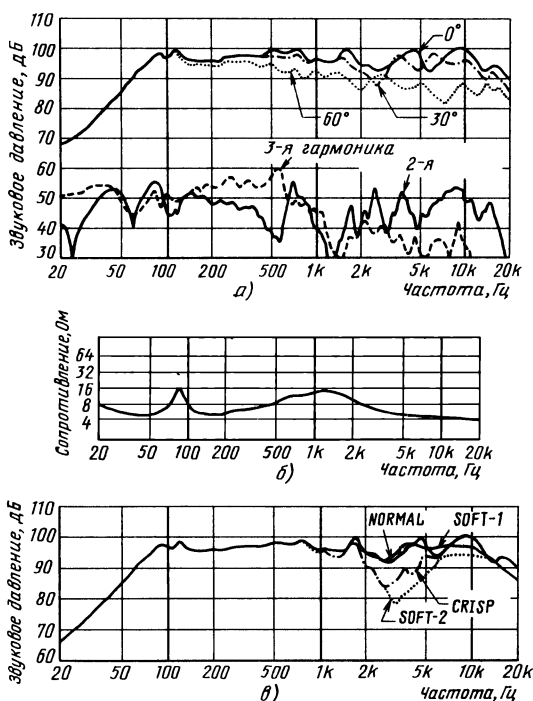 Звуковое давление, дБ
110
100
90
80
70
60
50
40
30
0°
60°
30°
3-я гармоника
2-я
20 50 100 200 500 1k 2k 5k 10k 20k
а) Частота, Гц
Сопротивление, Ом
64
32
16
8
4
20 50 100 200 500 1k 2k 5k 10k 20k
б) Частота, Гц
Звуковое давление, дБ
110
100
90
80
70
60
NORMAL SOFT-1
CRISP
SOFT-2
20 50 100 200 500 1k 2k 5k 10k 20k
в) Частота, Гц